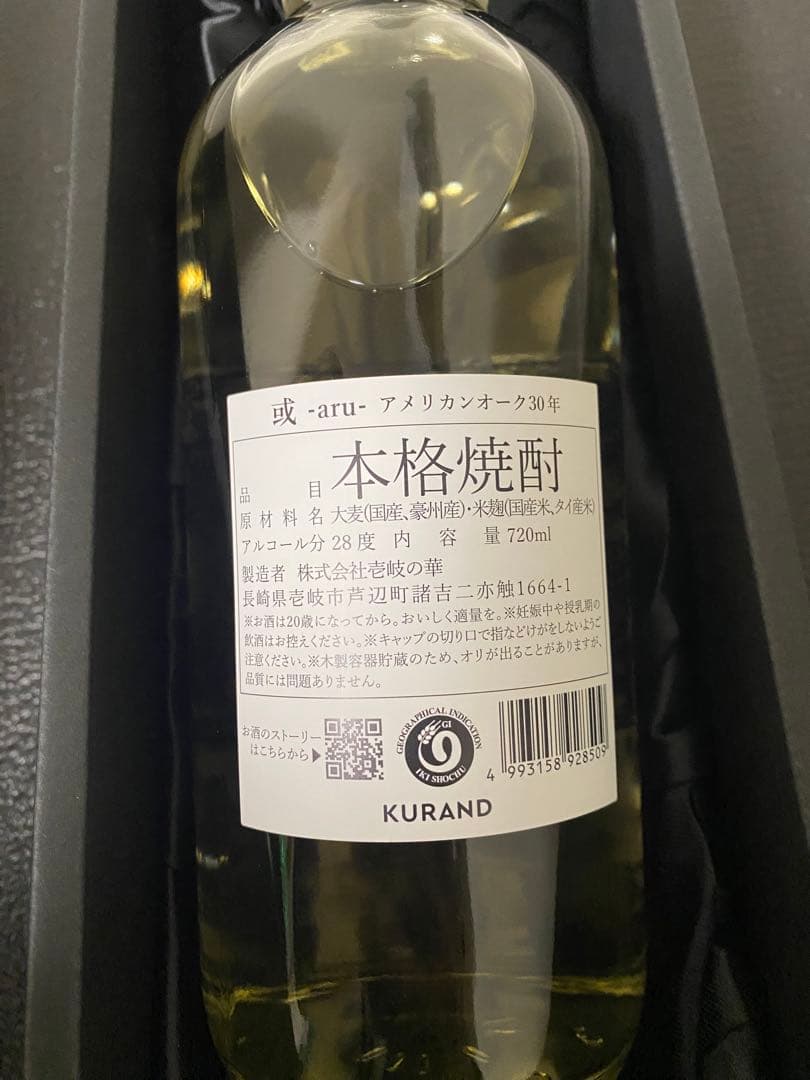 或 -aru- アメリカンオーク30年
品目 本格焼酎
原材料名 大麦(国産、豪州産)・米麹(国産米、タイ産米)
アルコール分 28度 内容量 720ml
製造者 株式会社壱岐の華
長崎県壱岐市芦辺町諸吉二亦触1664-1
※お酒は20歳になってから。おいしく適量を。※妊娠中や授乳期の
飲酒はお控えください。※キャップの切り口で指などけがをしないようご
注意ください。※木製容器貯蔵のため、オリが出ることがありますが、
品質には問題ありません。
お酒のストーリー
はこちらから▶
GEOGRAPHICAL INDICATION
GI
IKI SHOCHU
4 993158 928509
KURAND